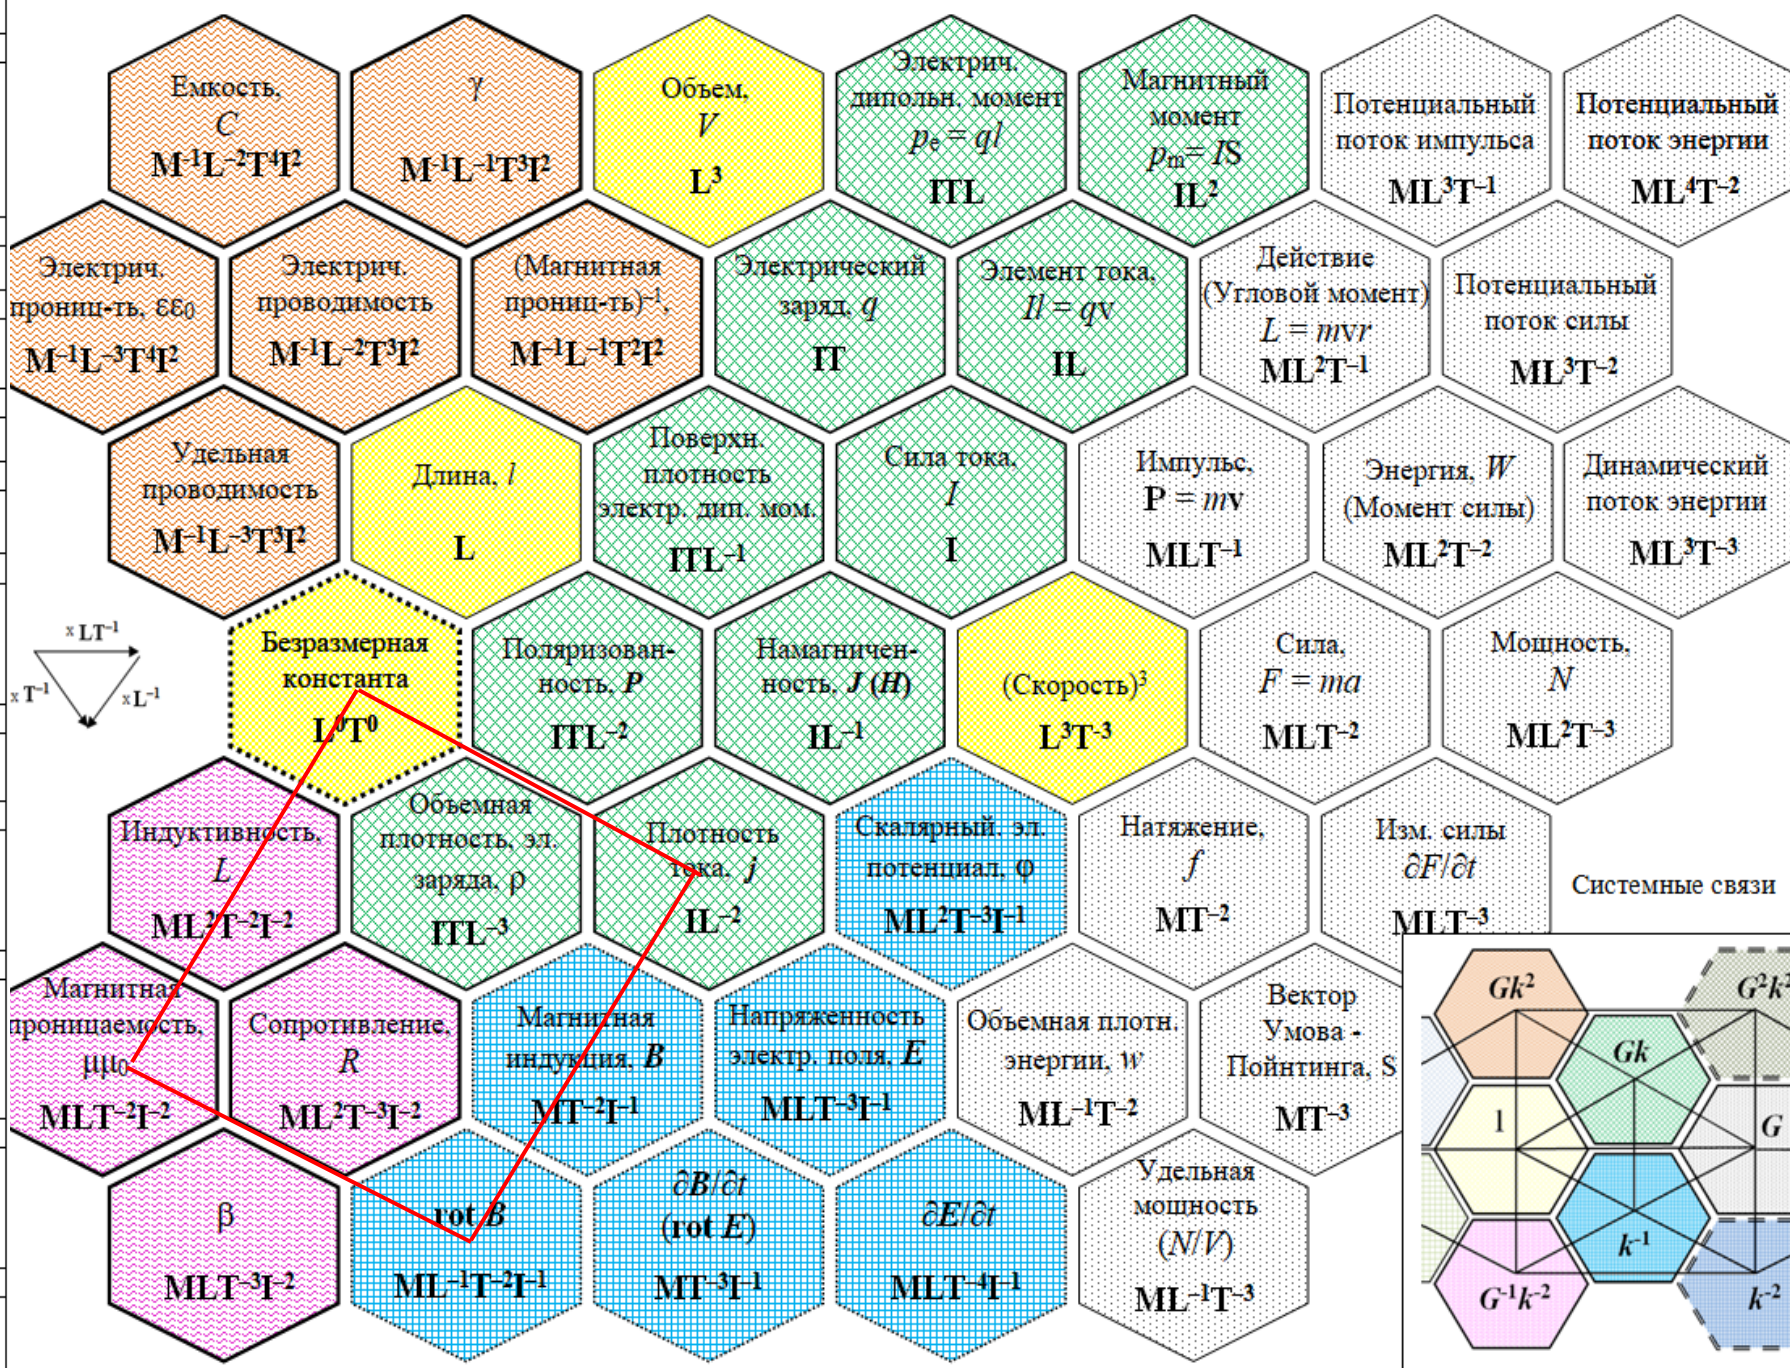 Емкость,
C
M⁻¹L⁻²T⁴I²
γ
M⁻¹L⁻¹T³I²
Объем,
V
L³
Электрич.
дипольн. момент
pₑ = ql
ITL
Магнитный
момент
pₘ = IS
IL²
Потенциальный
поток импульса
ML³T⁻¹
Потенциальный
поток энергии
ML⁴T⁻²
Электрич.
прониц-ть, εε₀
M⁻¹L⁻³T⁴I²
Электрич.
проводимость
M⁻¹L⁻²T³I²
(Магнитная
прониц-ть)⁻¹,
M⁻¹L⁻¹T²I²
Электрический
заряд, q
IT
Элемент тока,
Il = qv
IL
Действие
(Угловой момент)
L = mvr
ML²T⁻¹
Потенциальный
поток силы
ML³T⁻²
Удельная
проводимость
M⁻¹L⁻³T³I²
Длина, l
L
Поверхн.
плотность
электр. дип. мом.
ITL⁻¹
Сила тока,
I
I
Импульс,
P = mv
MLT⁻¹
Энергия, W
(Момент силы)
ML²T⁻²
Динамический
поток энергии
ML³T⁻³
x LT⁻¹
x T⁻¹
x L⁻¹
Безразмерная
константа
L⁰T⁰
Поляризован-
ность, P
ITL⁻²
Намагничен-
ность, J (H)
IL⁻¹
(Скорость)³
L³T⁻³
Сила,
F = ma
MLT⁻²
Мощность,
N
ML²T⁻³
Индуктивность,
L
ML²T⁻²I⁻²
Объемная
плотность, эл.
заряда, ρ
ITL⁻³
Плотность
тока, j
IL⁻²
Скалярный. эл.
потенциал, φ
ML²T⁻³I⁻¹
Натяжение,
f
MT⁻²
Изм. силы
∂F/∂t
MLT⁻³
Системные связи
Магнитная
проницаемость,
μμ₀
MLT⁻²I⁻²
Сопротивление,
R
ML²T⁻³I⁻²
Магнитная
индукция, B
MT⁻²I⁻¹
Напряженность
электр. поля, E
MLT⁻³I⁻¹
Объемная плотн.
энергии, w
ML⁻¹T⁻²
Вектор
Умова -
Пойнтинга, S
MT⁻³
β
MLT⁻³I⁻²
rot B
ML⁻¹T⁻²I⁻¹
∂B/∂t
(rot E)
MT⁻³I⁻¹
∂E/∂t
MLT⁻⁴I⁻¹
Удельная
мощность
(N/V)
ML⁻¹T⁻³
Gk²
G²k²
Gk
1
G
k⁻¹
G⁻¹k⁻²
k⁻²